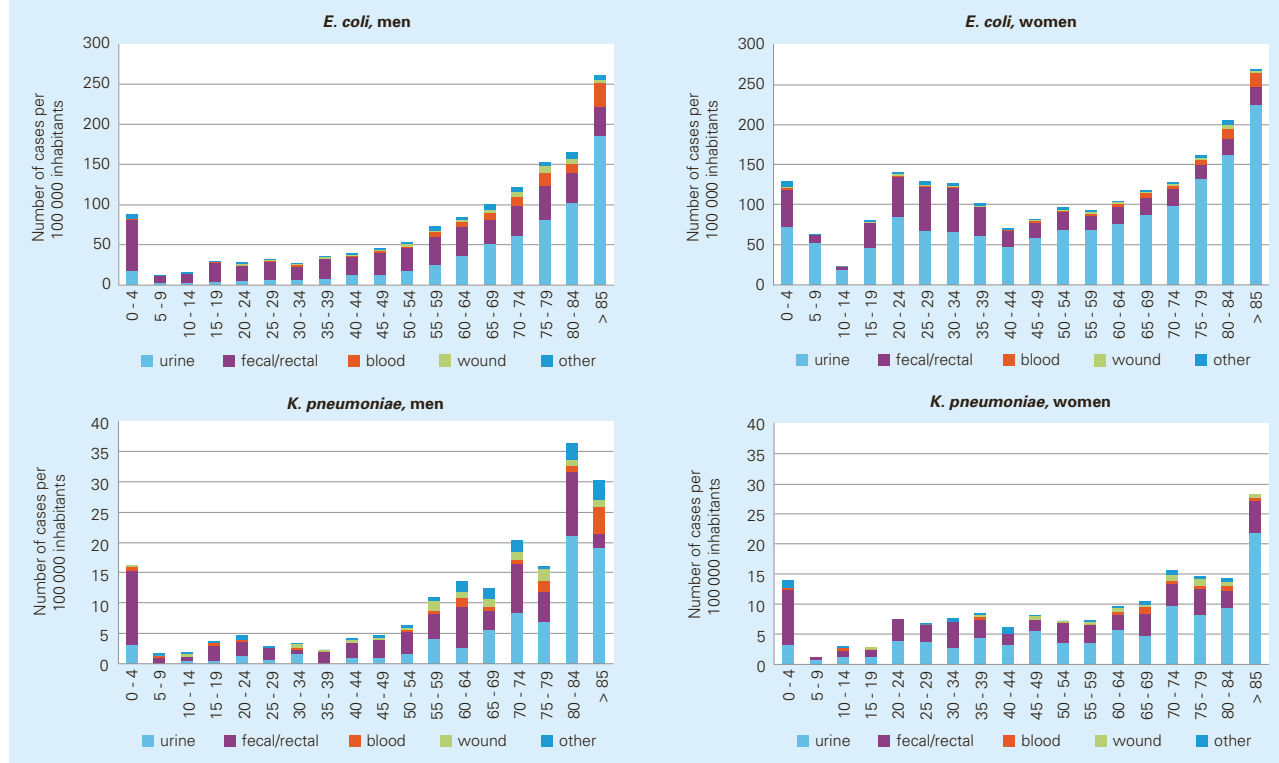 E. coli, men
Number of cases per
100 000 inhabitants
300
250
200
150
100
50
0
0 - 4
5 - 9
10 - 14
15 - 19
20 - 24
25 - 29
30 - 34
35 - 39
40 - 44
45 - 49
50 - 54
55 - 59
60 - 64
65 - 69
70 - 74
75 - 79
80 - 84
> 85
urine fecal/rectal blood wound other
E. coli, women
Number of cases per
100 000 inhabitants
300
250
200
150
100
50
0
0 - 4
5 - 9
10 - 14
15 - 19
20 - 24
25 - 29
30 - 34
35 - 39
40 - 44
45 - 49
50 - 54
55 - 59
60 - 64
65 - 69
70 - 74
75 - 79
80 - 84
> 85
urine fecal/rectal blood wound other
K. pneumoniae, men
Number of cases per
100 000 inhabitants
40
35
30
25
20
15
10
5
0
0 - 4
5 - 9
10 - 14
15 - 19
20 - 24
25 - 29
30 - 34
35 - 39
40 - 44
45 - 49
50 - 54
55 - 59
60 - 64
65 - 69
70 - 74
75 - 79
80 - 84
> 85
urine fecal/rectal blood wound other
K. pneumoniae, women
Number of cases per
100 000 inhabitants
40
35
30
25
20
15
10
5
0
0 - 4
5 - 9
10 - 14
15 - 19
20 - 24
25 - 29
30 - 34
35 - 39
40 - 44
45 - 49
50 - 54
55 - 59
60 - 64
65 - 69
70 - 74
75 - 79
80 - 84
> 85
urine fecal/rectal blood wound other